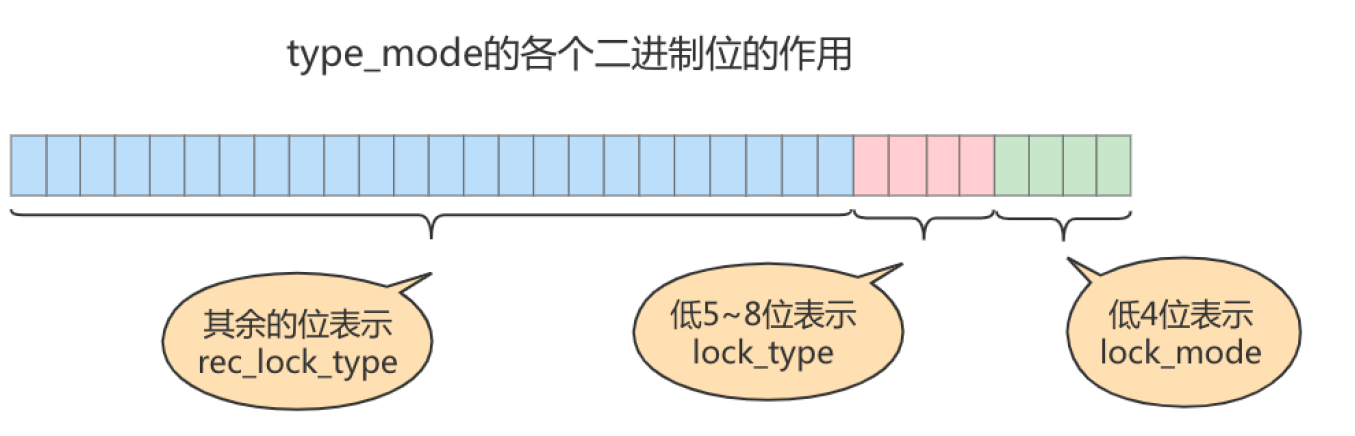 type_mode的各个二进制位的作用
其余的位表示
rec_lock_type
低5~8位表示
lock_type
低4位表示
lock_mode